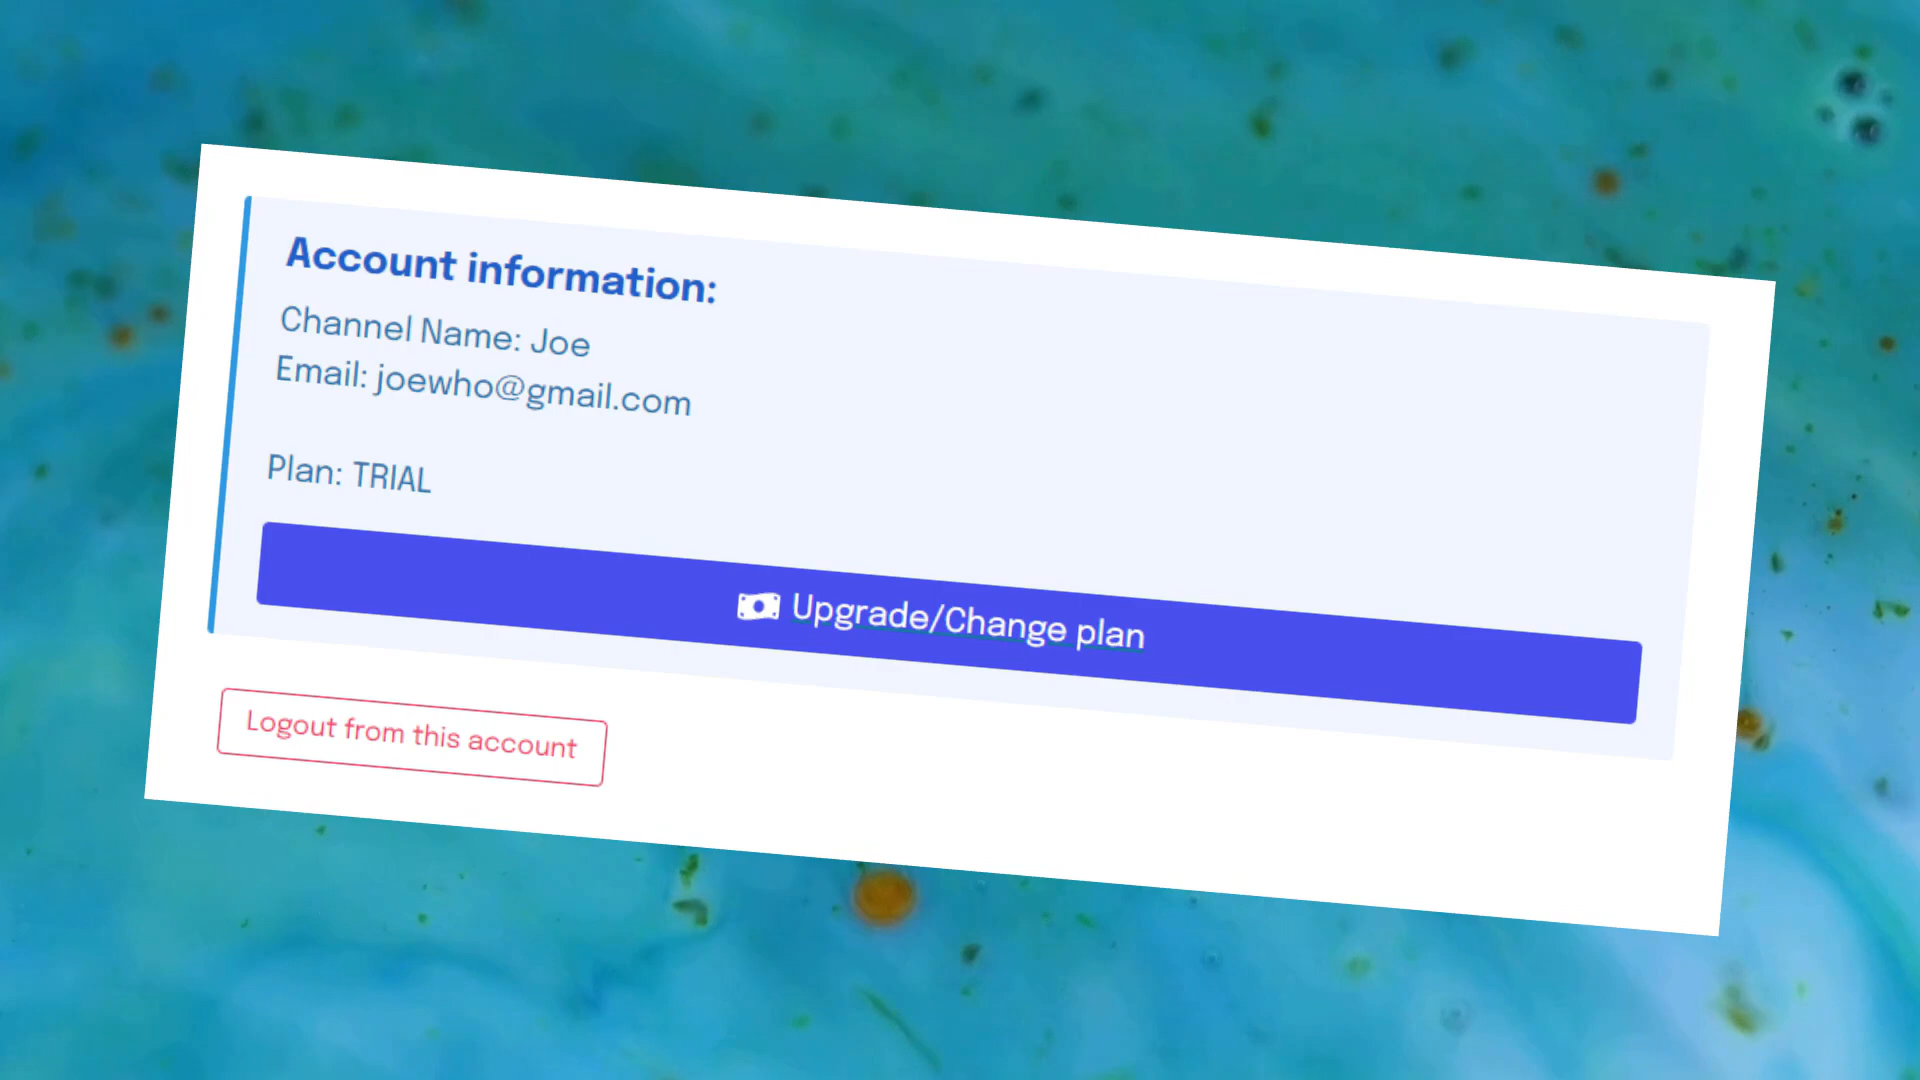 Account information:
Channel Name: Joe
Email: joewho@gmail.com
Plan: TRIAL
Upgrade/Change plan
Logout from this account